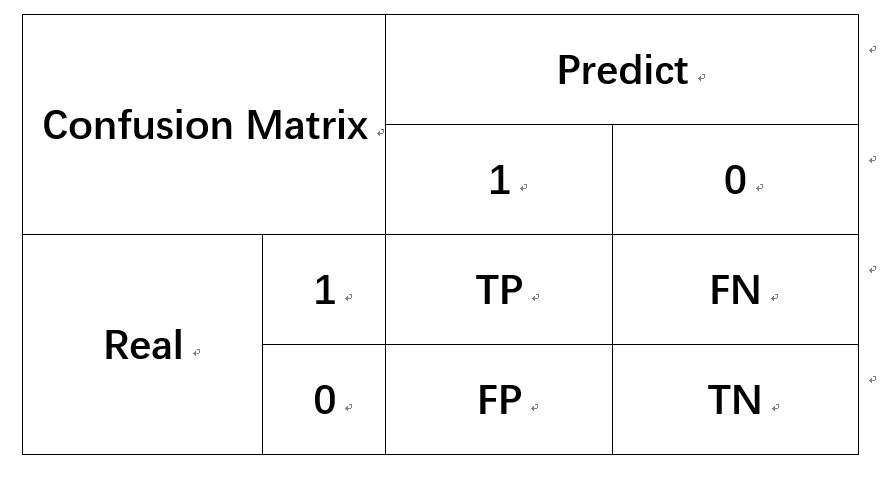 Confusion Matrix
Predict
1 0
Real
1 TP FN
0 FP TN